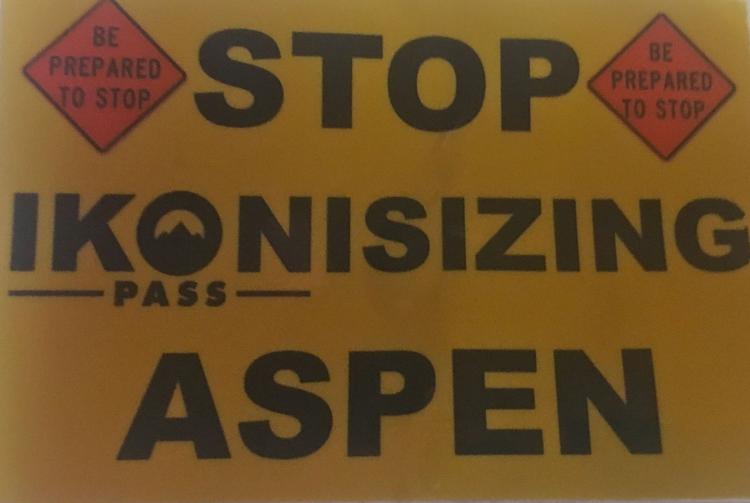 BE
PREPARED
TO STOP
STOP
BE
PREPARED
TO STOP
IKONISIZING
PASS
ASPEN